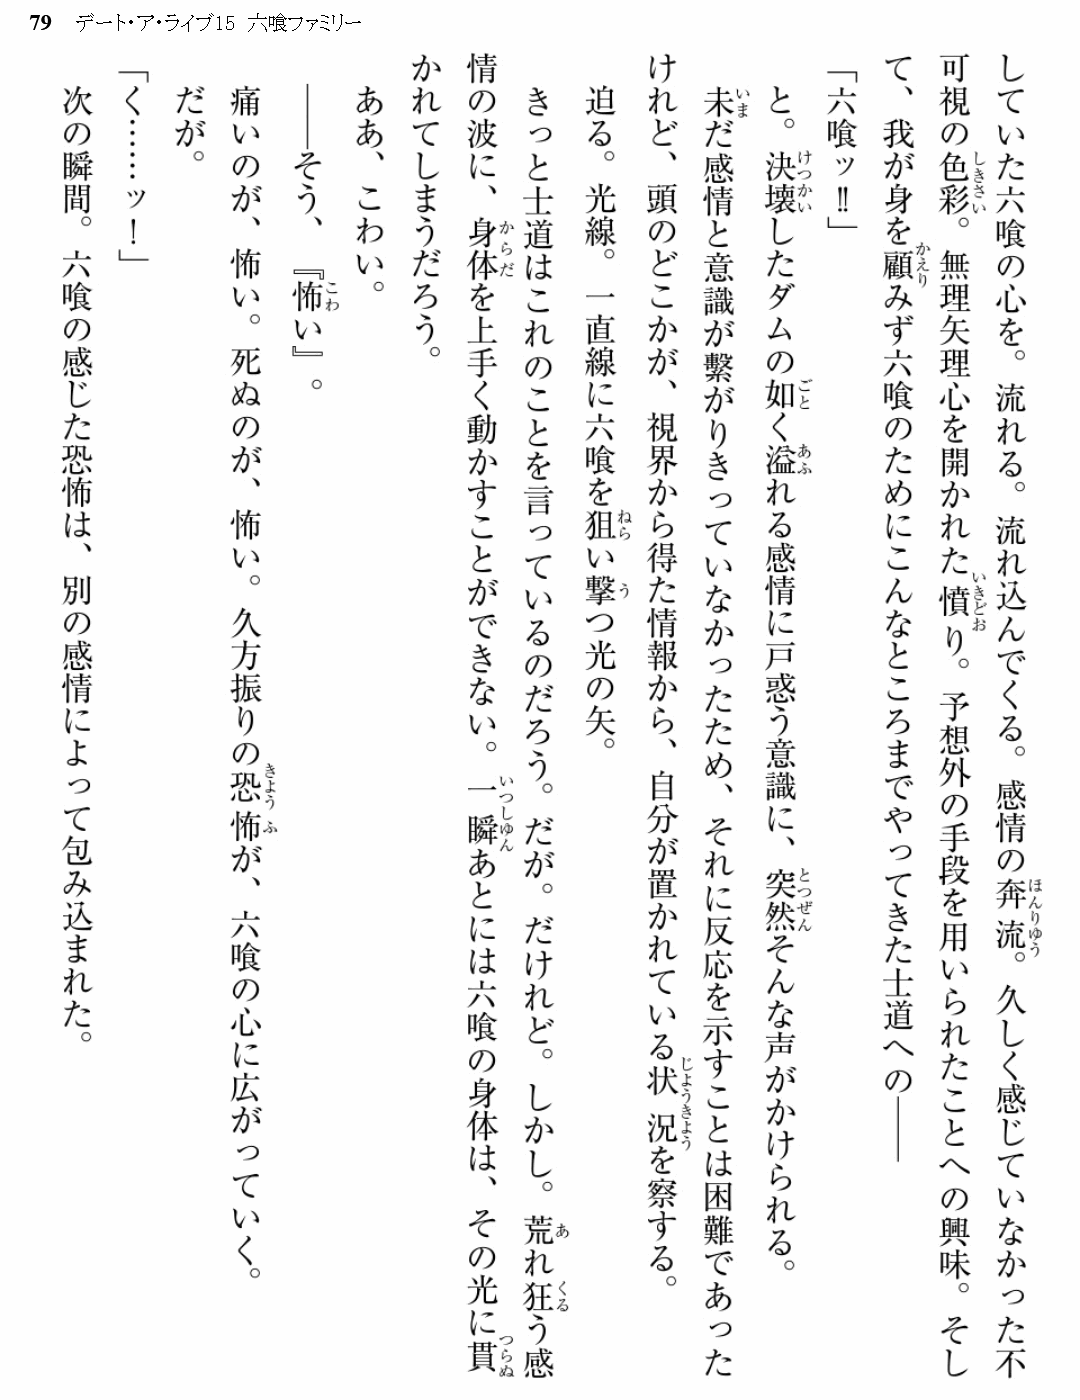 79 デート・ア・ライブ15 六喰ファミリー
していた六喰の心を。流れる。流れ込んでくる。感情の奔流。久しく感じていなかった不
可視の色彩。無理矢理心を開かれた憤り。予想外の手段を用いられたことへの興味。そし
て、我が身を顧みず六喰のためにこんなところまでやってきた士道への――
「六喰ッ‼」
と。決壊したダムの如く溢れる感情に戸惑う意識に、突然そんな声がかけられる。
未だ感情と意識が繋がりきっていなかったため、それに反応を示すことは困難であった
けれど、頭のどこかが、視界から得た情報から、自分が置かれている状況を察する。
迫る。光線。一直線に六喰を狙い撃つ光の矢。
きっと士道はこれのことを言っているのだろう。だが。だけれど。しかし。荒れ狂う感
情の波に、身体を上手く動かすことができない。一瞬あとには六喰の身体は、その光に貫
かれてしまうだろう。
ああ、こわい。
――そう、『怖い』。
痛いのが、怖い。死ぬのが、怖い。久方振りの恐怖が、六喰の心に広がっていく。
だが。
「く……ッ！」
次の瞬間。六喰の感じた恐怖は、別の感情によって包み込まれた。